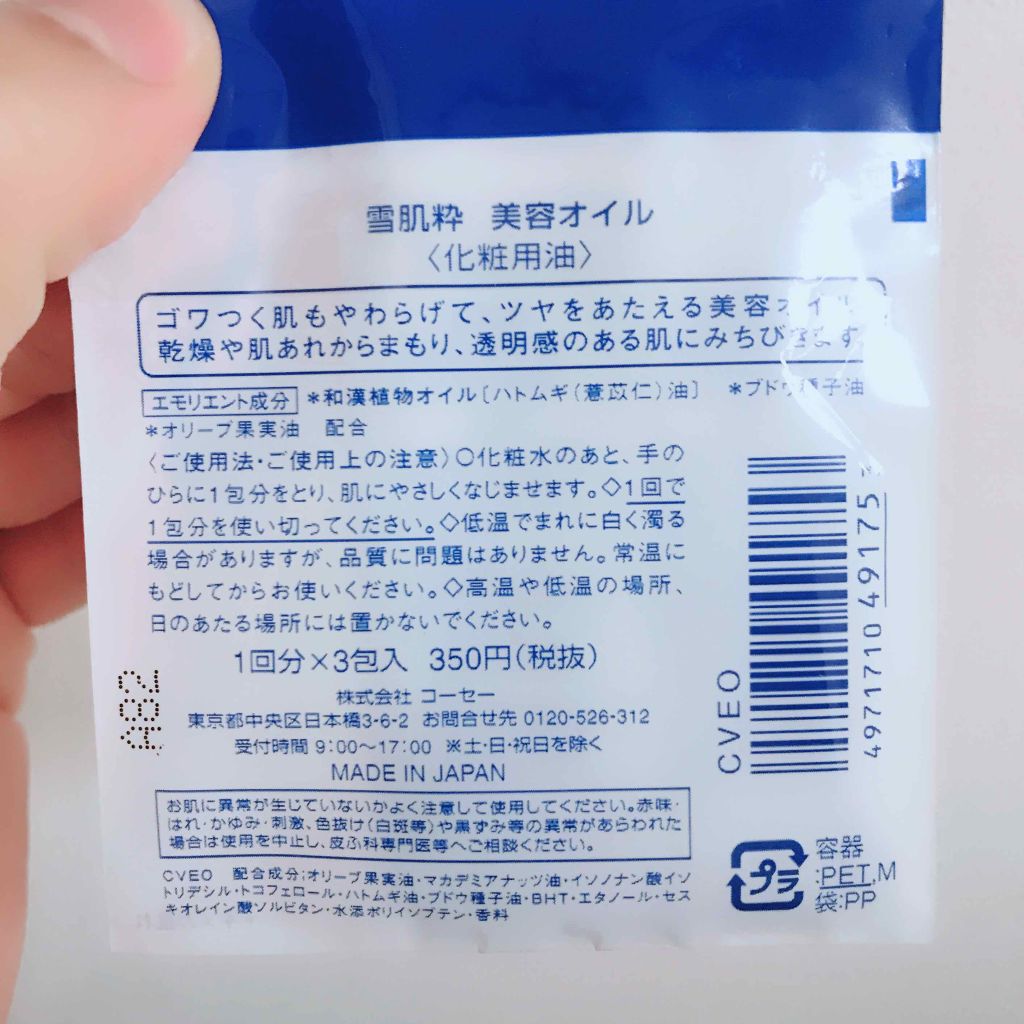 雪肌粋 美容オイル
〈化粧用油〉
ゴワつく肌もやわらげて、ツヤをあたえる美容オイル
乾燥や肌あれからまもり、透明感のある肌にみちびきます
エモリエント成分 *和漢植物オイル〔ハトムギ(薏苡仁)油〕 *ブドウ種子油
*オリーブ果実油 配合
〈ご使用法・ご使用上の注意〉○化粧水のあと、手の
ひらに1包分をとり、肌にやさしくなじませます。◇1回で
1包分を使い切ってください。◇低温でまれに白く濁る
場合がありますが、品質に問題はありません。常温に
もどしてからお使いください。◇高温や低温の場所、
日のあたる場所には置かないでください。
1回分×3包入 350円(税抜)
株式会社 コーセー
東京都中央区日本橋3-6-2 お問合せ先 0120-526-312
受付時間 9:00〜17:00 ※土・日・祝日を除く
MADE IN JAPAN
お肌に異常が生じていないかよく注意して使用してください。赤味・
はれ・かゆみ・刺激、色抜け(白斑等)や黒ずみ等の異常があらわれた
場合は使用を中止し、皮ふ科専門医等へご相談ください。
CVEO 配合成分:オリーブ果実油・マカデミアナッツ油・イソノナン酸イソ
トリデシル・トコフェロール・ハトムギ油・ブドウ種子油・BHT・エタノール・セス
キオレイン酸ソルビタン・水添ポリイソブテン・香料
A82
CVEO
4971710 49175
プラ
容器
:PET,M
袋:PP